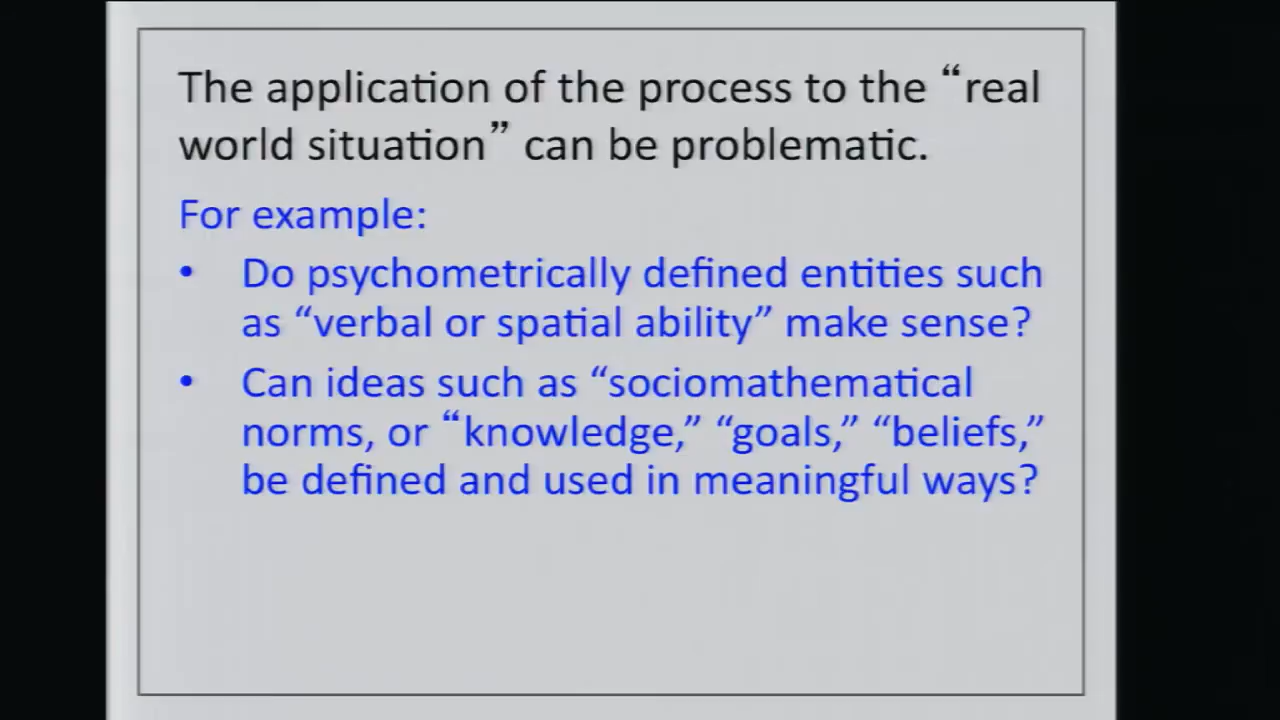 The application of the process to the “real
world situation” can be problematic.
For example:
• Do psychometrically defined entities such
as “verbal or spatial ability” make sense?
• Can ideas such as “sociomathematical
norms, or “knowledge,” “goals,” “beliefs,”
be defined and used in meaningful ways?